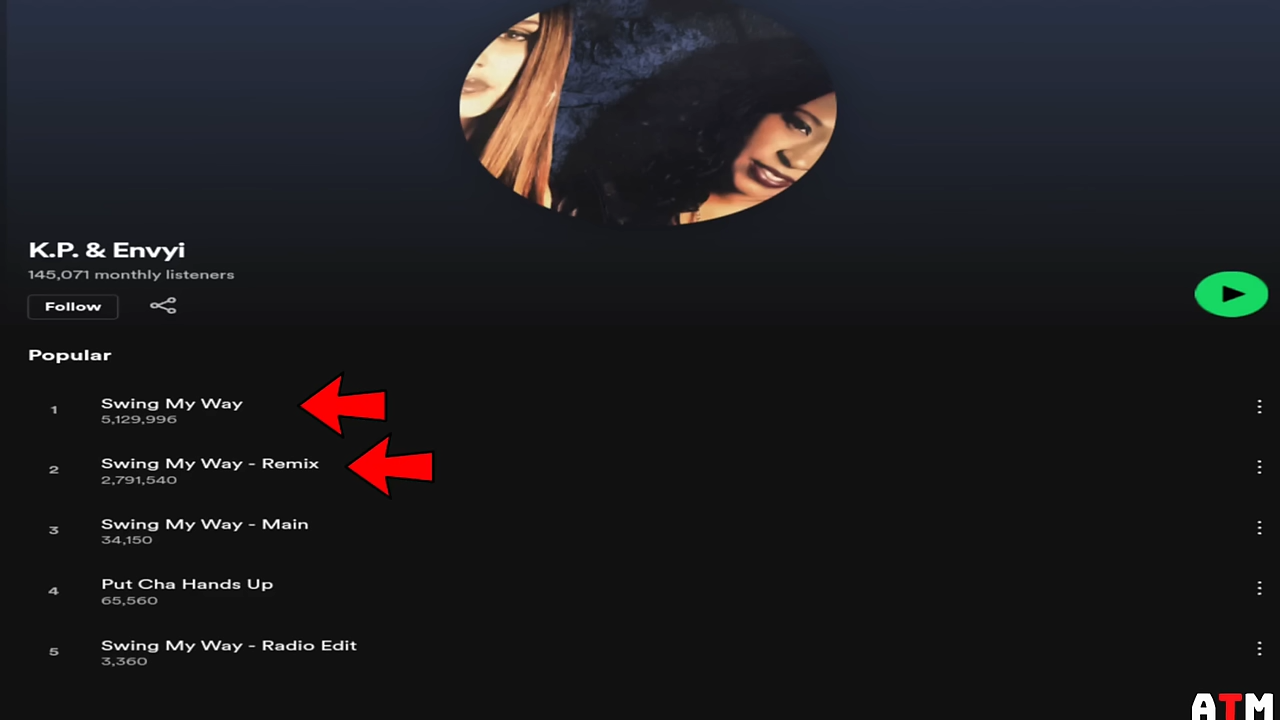 K.P. & Envyi
145,071 monthly listeners
Follow
Popular
1
Swing My Way
5,129,996
2
Swing My Way - Remix
2,791,540
3
Swing My Way - Main
34,150
4
Put Cha Hands Up
65,560
5
Swing My Way - Radio Edit
3,360
ATM